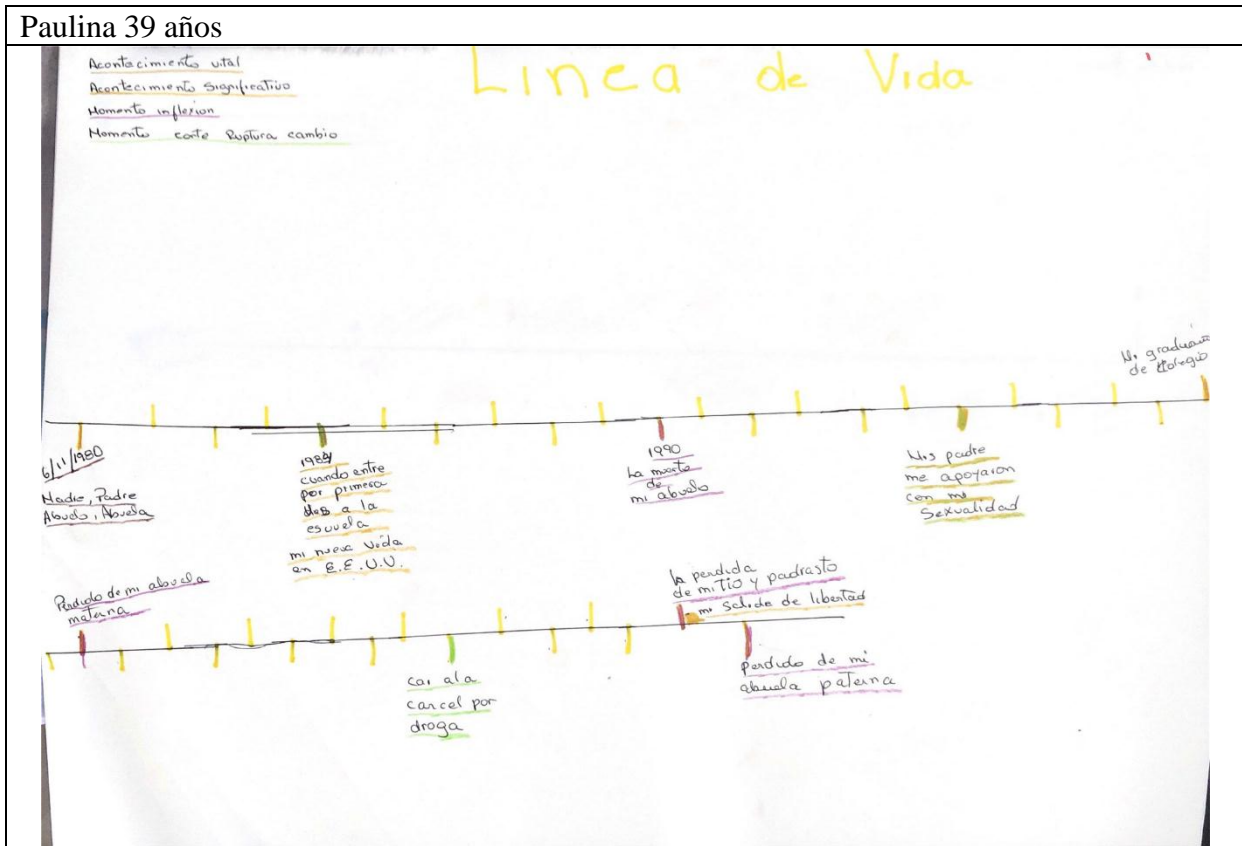 Paulina 39 años
Acontecimiento vital
Acontecimiento significativo
Momento inflexion
Momento corte Ruptura cambio
Linea de Vida
6/11/1980
Madre, Padre
Abuelo, Abuela
1984
cuando entre
por primera
a la
escuela
mi nueva vida
en E.E.U.U.
1990
La muerte
de
mi abuelo
Mis padre
me apoyaron
con mi
sexualidad
Mi
de
Perdida de mi abuela
materna
Cai a la
carcel por
droga
la perdida
de mi Tio y padrasto
mi salida de libertad
perdida de mi
abuela paterna